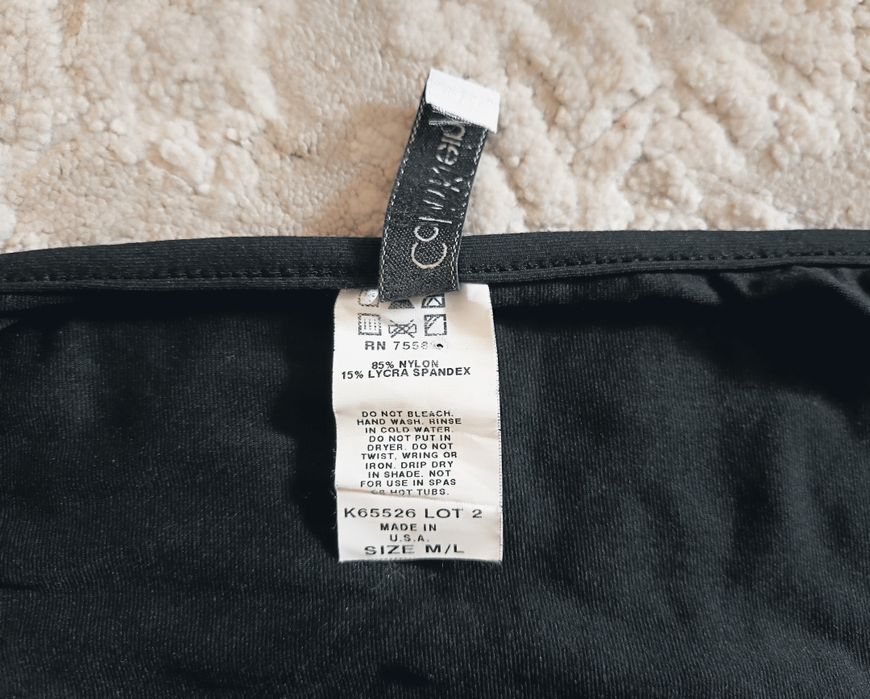 RN 7558
85% NYLON
15% LYCRA SPANDEX
DO NOT BLEACH.
HAND WASH. RINSE
IN COLD WATER.
DO NOT PUT IN
DRYER. DO NOT
TWIST, WRING OR
IRON. DRIP DRY
IN SHADE. NOT
FOR USE IN SPAS
OR HOT TUBS.
K65526 LOT 2
MADE IN
U.S.A.
SIZE M/L